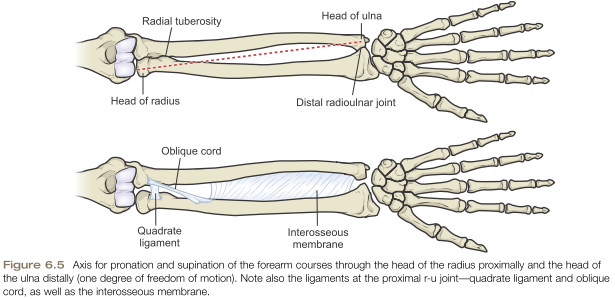 Head of ulna
Radial tuberosity
Head of radius
Distal radioulnar joint
Oblique cord
Quadrate
ligament
Interosseous
membrane
Figure 6.5 Axis for pronation and supination of the forearm courses through the head of the radius proximally and the head of
the ulna distally (one degree of freedom of motion). Note also the ligaments at the proximal r-u joint—quadrate ligament and oblique
cord, as well as the interosseous membrane.